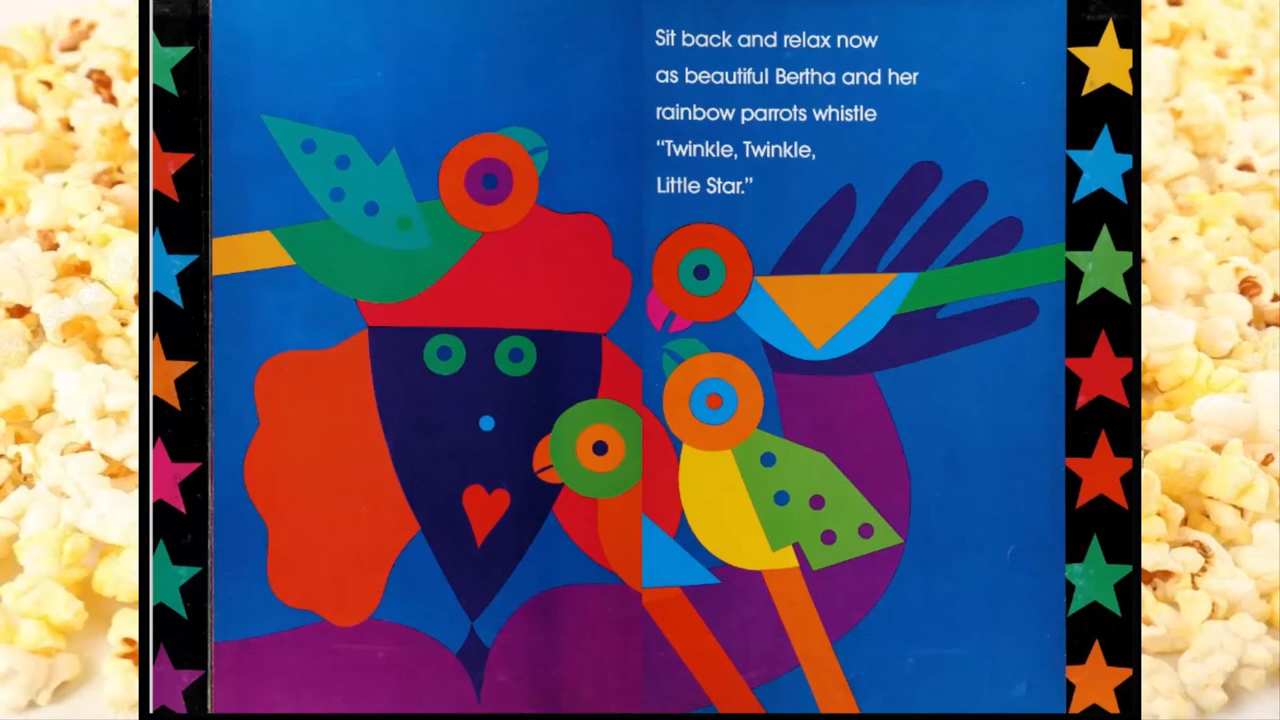 Sit back and relax now
as beautiful Bertha and her
rainbow parrots whistle
“Twinkle, Twinkle,
Little Star.”